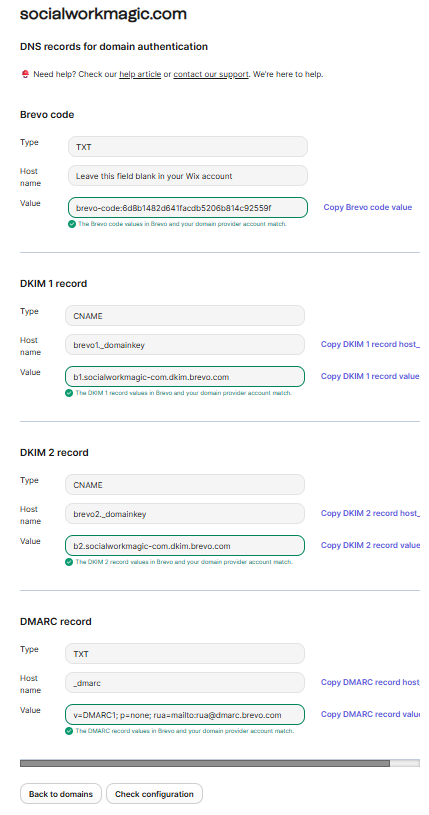 socialworkmagic.com
DNS records for domain authentication
Need help? Check our help article or contact our support. We're here to help.
Brevo code
Type
TXT
Host name
Leave this field blank in your Wix account
Value
brevo-code:6d8b1482d641facdb5206b814c92559f
Copy Brevo code value
The Brevo code values in Brevo and your domain provider account match.
DKIM 1 record
Type
CNAME
Host name
brevo1._domainkey
Copy DKIM 1 record host_
Value
b1.socialworkmagic-com.dkim.brevo.com
Copy DKIM 1 record value
The DKIM 1 record values in Brevo and your domain provider account match.
DKIM 2 record
Type
CNAME
Host name
brevo2._domainkey
Copy DKIM 2 record host_
Value
b2.socialworkmagic-com.dkim.brevo.com
Copy DKIM 2 record value
The DKIM 2 record values in Brevo and your domain provider account match.
DMARC record
Type
TXT
Host name
_dmarc
Copy DMARC record host
Value
v=DMARC1; p=none; rua=mailto:rua@dmarc.brevo.com
Copy DMARC record valu
The DMARC record values in Brevo and your domain provider account match.
Back to domains
Check configuration